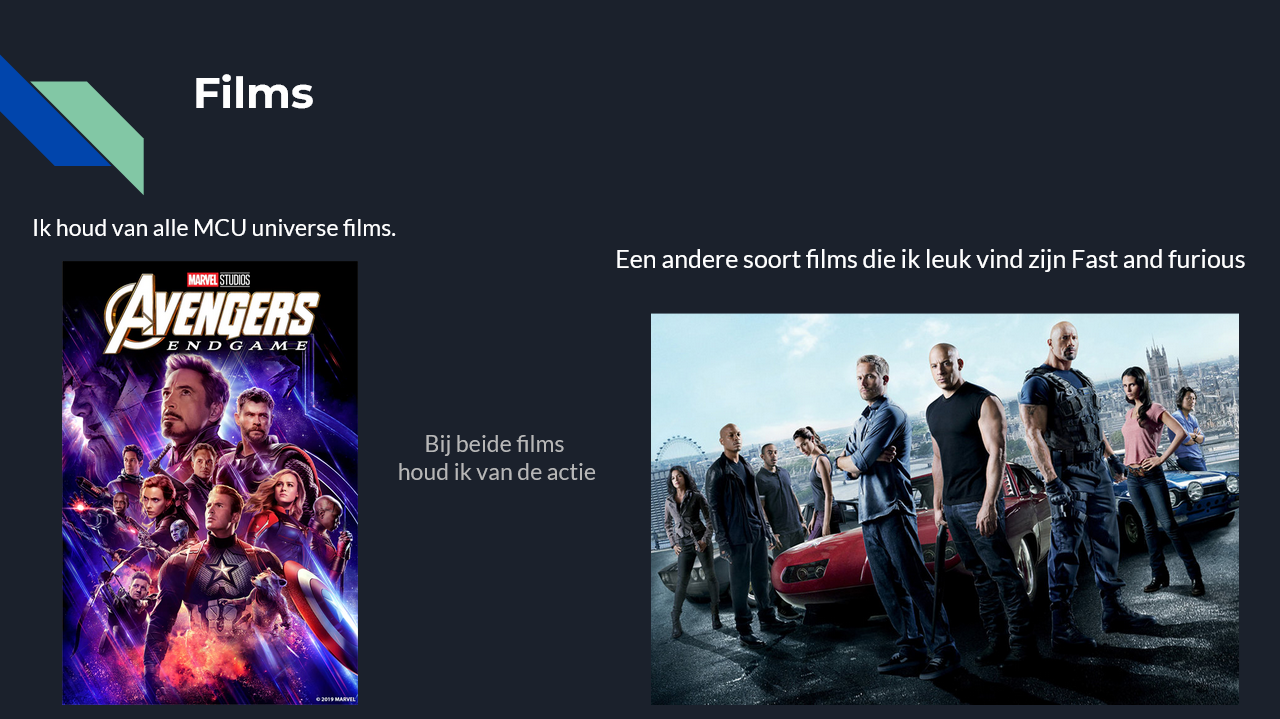 Films
Ik houd van alle MCU universe films.
Een andere soort films die ik leuk vind zijn Fast and furious
MARVEL STUDIOS
AVENGERS
ENDGAME
Bij beide films
houd ik van de actie
© 2019 MARVEL